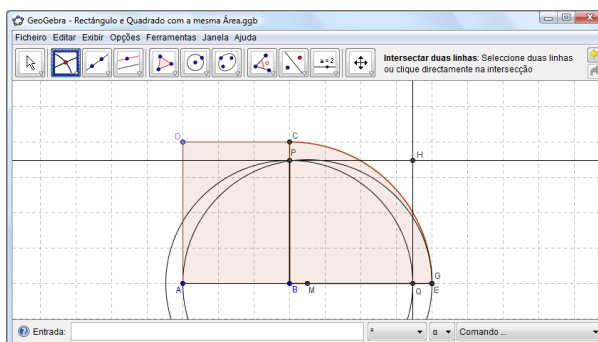 GeoGebra - Rectângulo e Quadrado com a mesma Área.ggb
Ficheiro Editar Exibir Opções Ferramentas Janela Ajuda
a=2
Intersectar duas linhas: Seleccione duas linhas
ou clique directamente na intersecção
D
C
P
H
A
B
M
Q
G
E
Entrada:
²
α
Comando ...